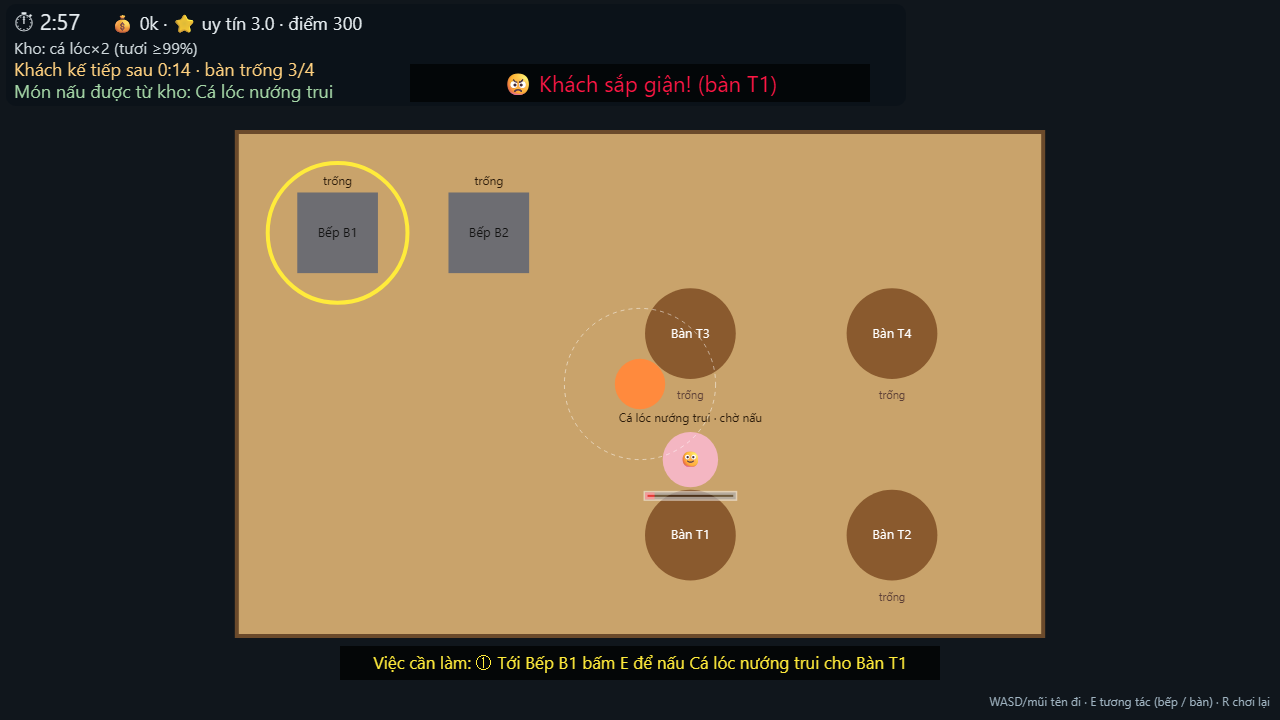 ⏱ 2:57 💰 0k · ⭐ uy tín 3.0 · điểm 300
Kho: cá lóc×2 (tươi ≥99%)
Khách kế tiếp sau 0:14 · bàn trống 3/4
Món nấu được từ kho: Cá lóc nướng trui
😡 Khách sắp giận! (bàn T1)
trống
trống
Bếp B1
Bếp B2
Bàn T3
Bàn T4
trống
trống
Cá lóc nướng trui · chờ nấu
Bàn T1
Bàn T2
trống
Việc cần làm: ① Tới Bếp B1 bấm E để nấu Cá lóc nướng trui cho Bàn T1
WASD/mũi tên đi · E tương tác (bếp / bàn) · R chơi lại